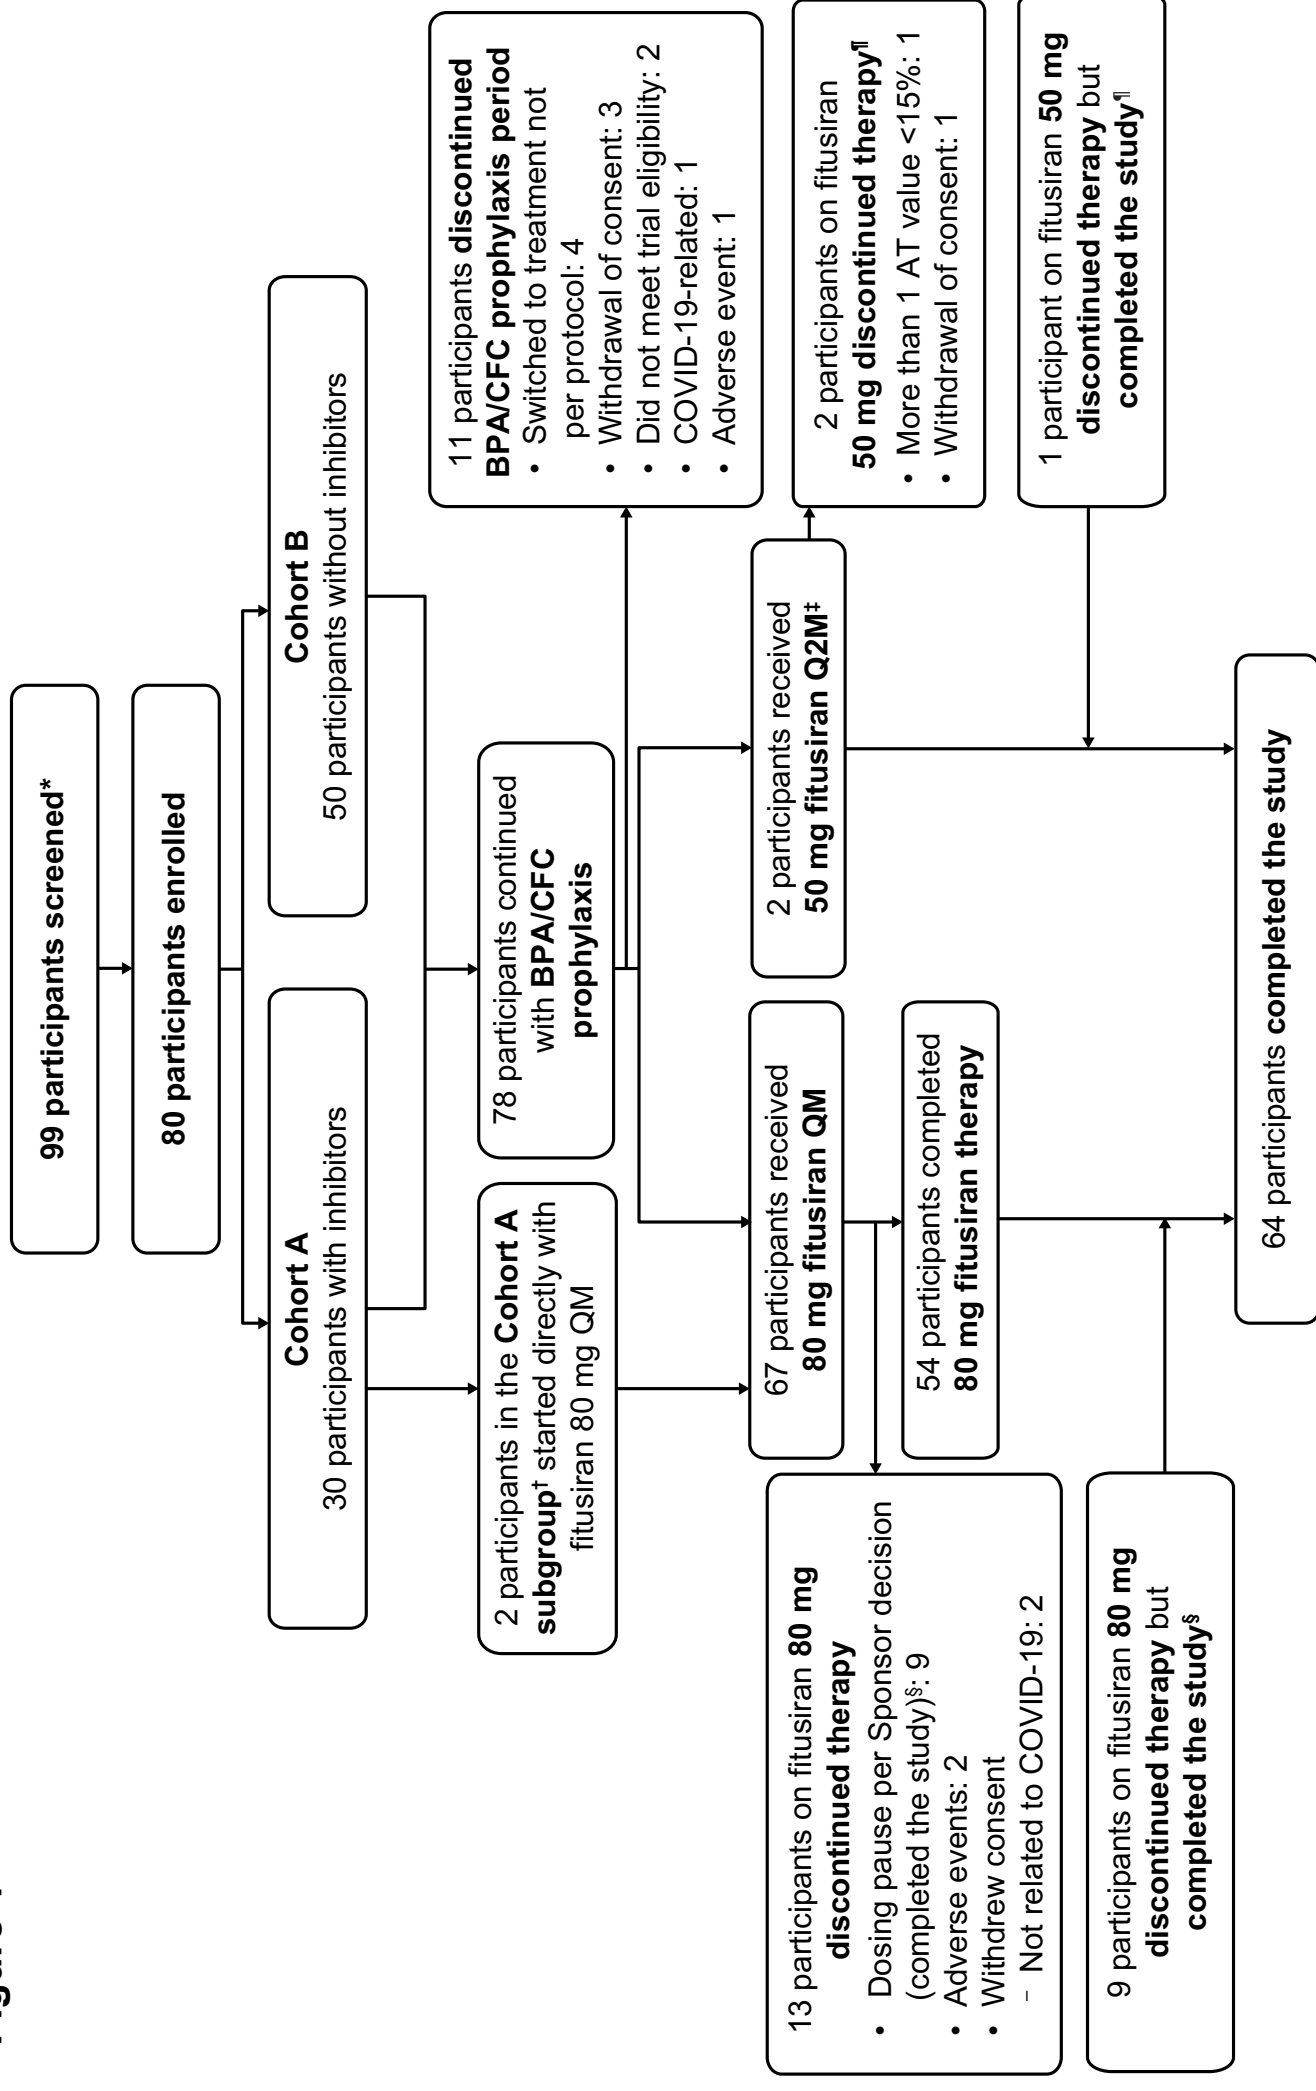 99 participants screened*
80 participants enrolled
Cohort A
30 participants with inhibitors
Cohort B
50 participants without inhibitors
2 participants in the Cohort A
subgroup† started directly with
fitusiran 80 mg QM
78 participants continued
with BPA/CFC
prophylaxis
11 participants discontinued
BPA/CFC prophylaxis period
• Switched to treatment not
per protocol: 4
• Withdrawal of consent: 3
• Did not meet trial eligibility: 2
• COVID-19-related: 1
• Adverse event: 1
67 participants received
80 mg fitusiran QM
2 participants received
50 mg fitusiran Q2M‡
2 participants on fitusiran
50 mg discontinued therapy¶
• More than 1 AT value <15%: 1
• Withdrawal of consent: 1
13 participants on fitusiran 80 mg
discontinued therapy
• Dosing pause per Sponsor decision
(completed the study)§: 9
• Adverse events: 2
• Withdrew consent
− Not related to COVID-19: 2
54 participants completed
80 mg fitusiran therapy
1 participant on fitusiran 50 mg
discontinued therapy but
completed the study¶
9 participants on fitusiran 80 mg
discontinued therapy but
completed the study§
64 participants completed the study